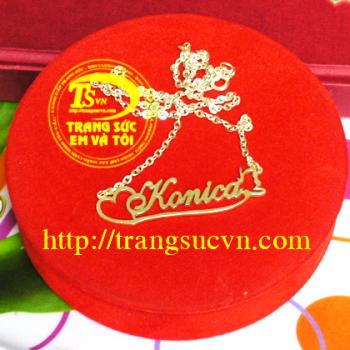 TSVN
TRANG SỨC
EM VÀ TÔI
Konica
http://trangsucvn.com